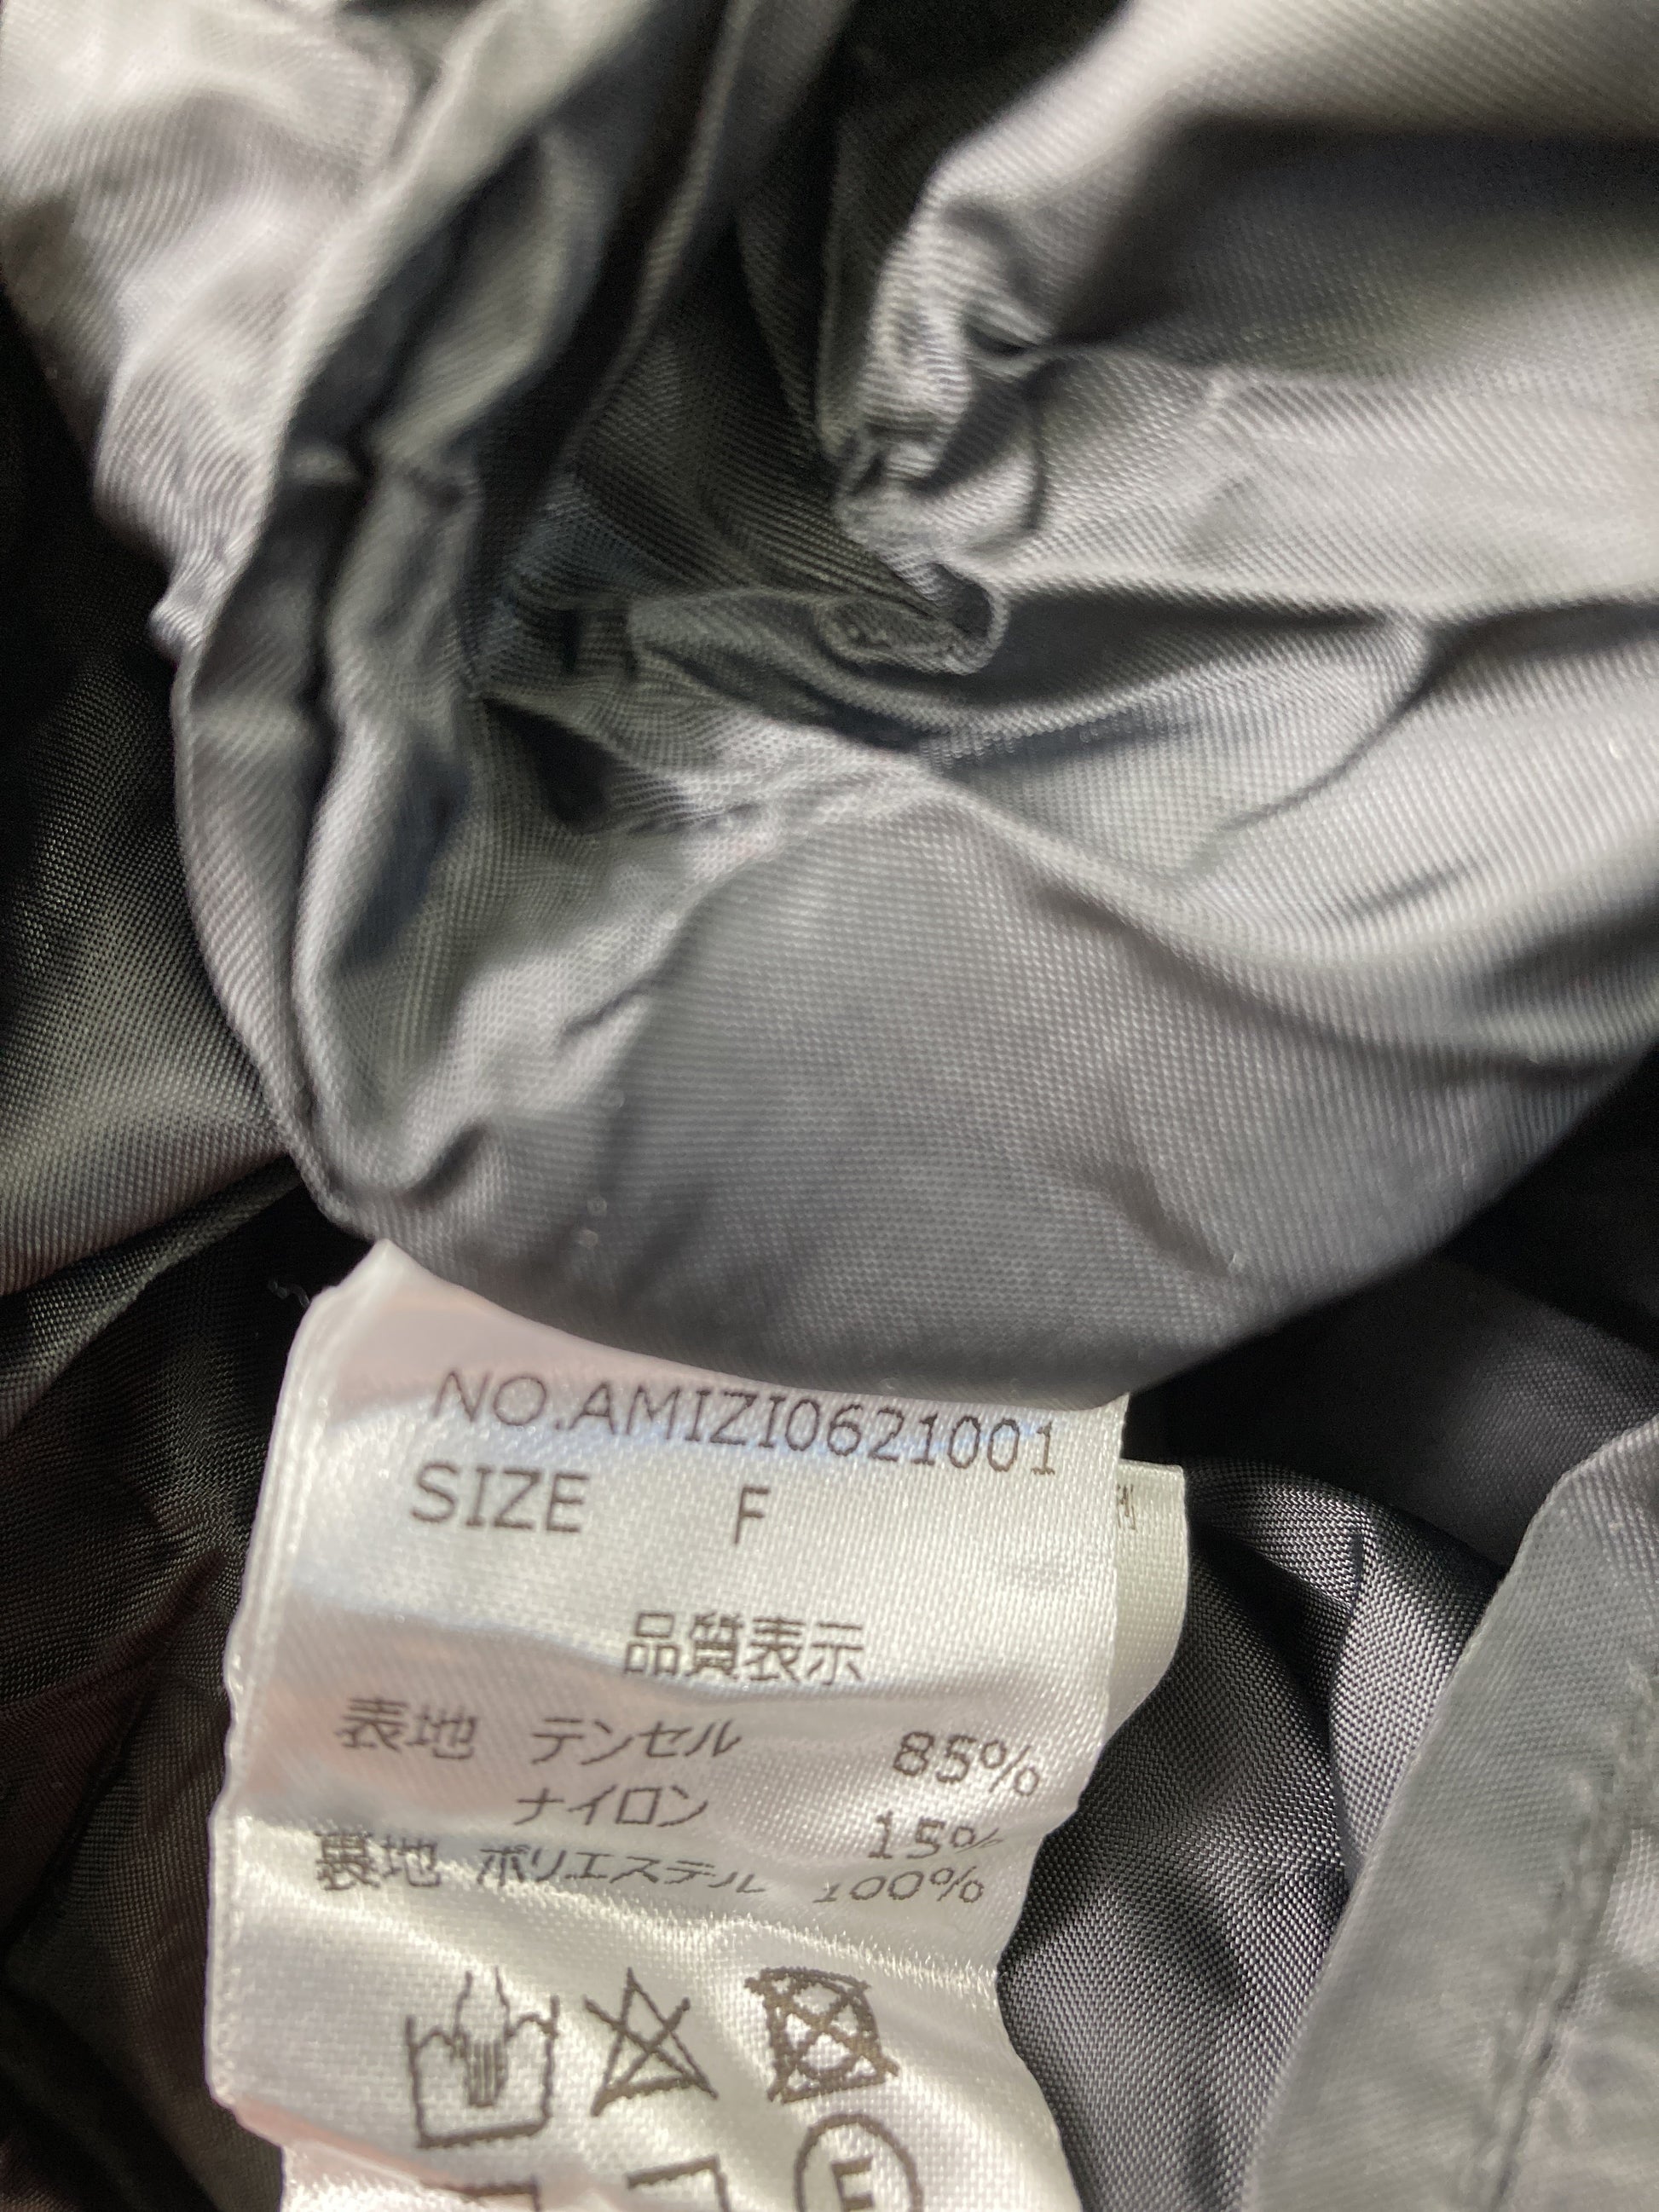 NO.AMIZI0621001
SIZE F
品質表示
表地 テンセル 85%
ナイロン 15%
裏地 ポリエステル 100%